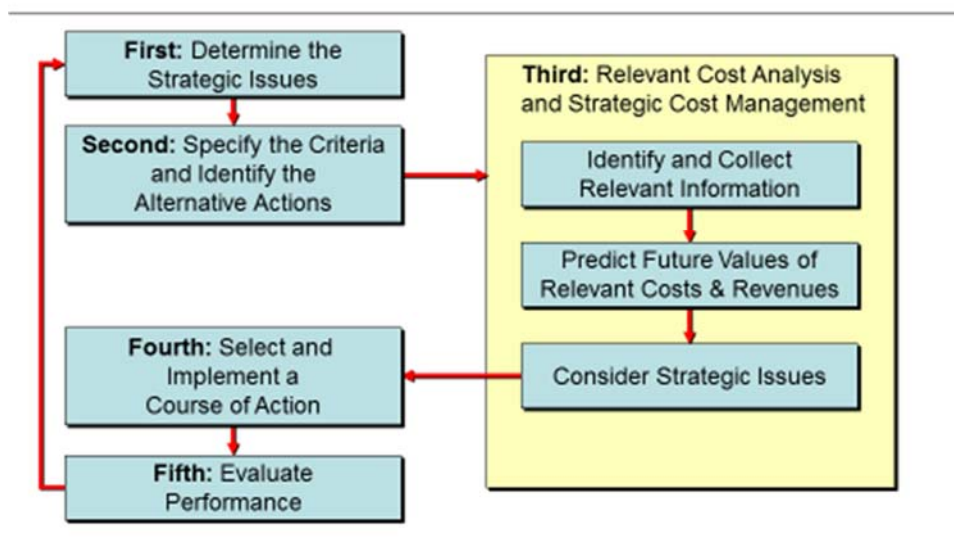 First: Determine the
Strategic Issues
Second: Specify the Criteria
and Identify the
Alternative Actions
Third: Relevant Cost Analysis
and Strategic Cost Management
Identify and Collect
Relevant Information
Predict Future Values of
Relevant Costs & Revenues
Consider Strategic Issues
Fourth: Select and
Implement a
Course of Action
Fifth: Evaluate
Performance